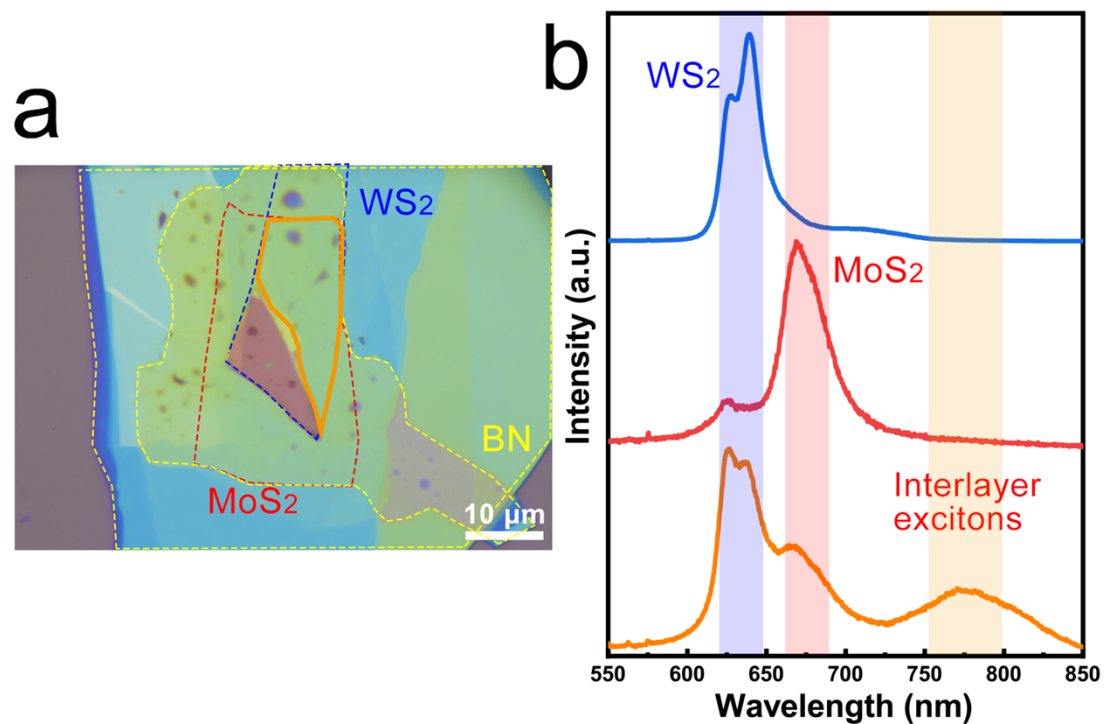 a
WS2
BN
MoS2
10 μm
b
WS2
MoS2
Interlayer
excitons
Intensity (a.u.)
550 600 650 700 750 800 850
Wavelength (nm)